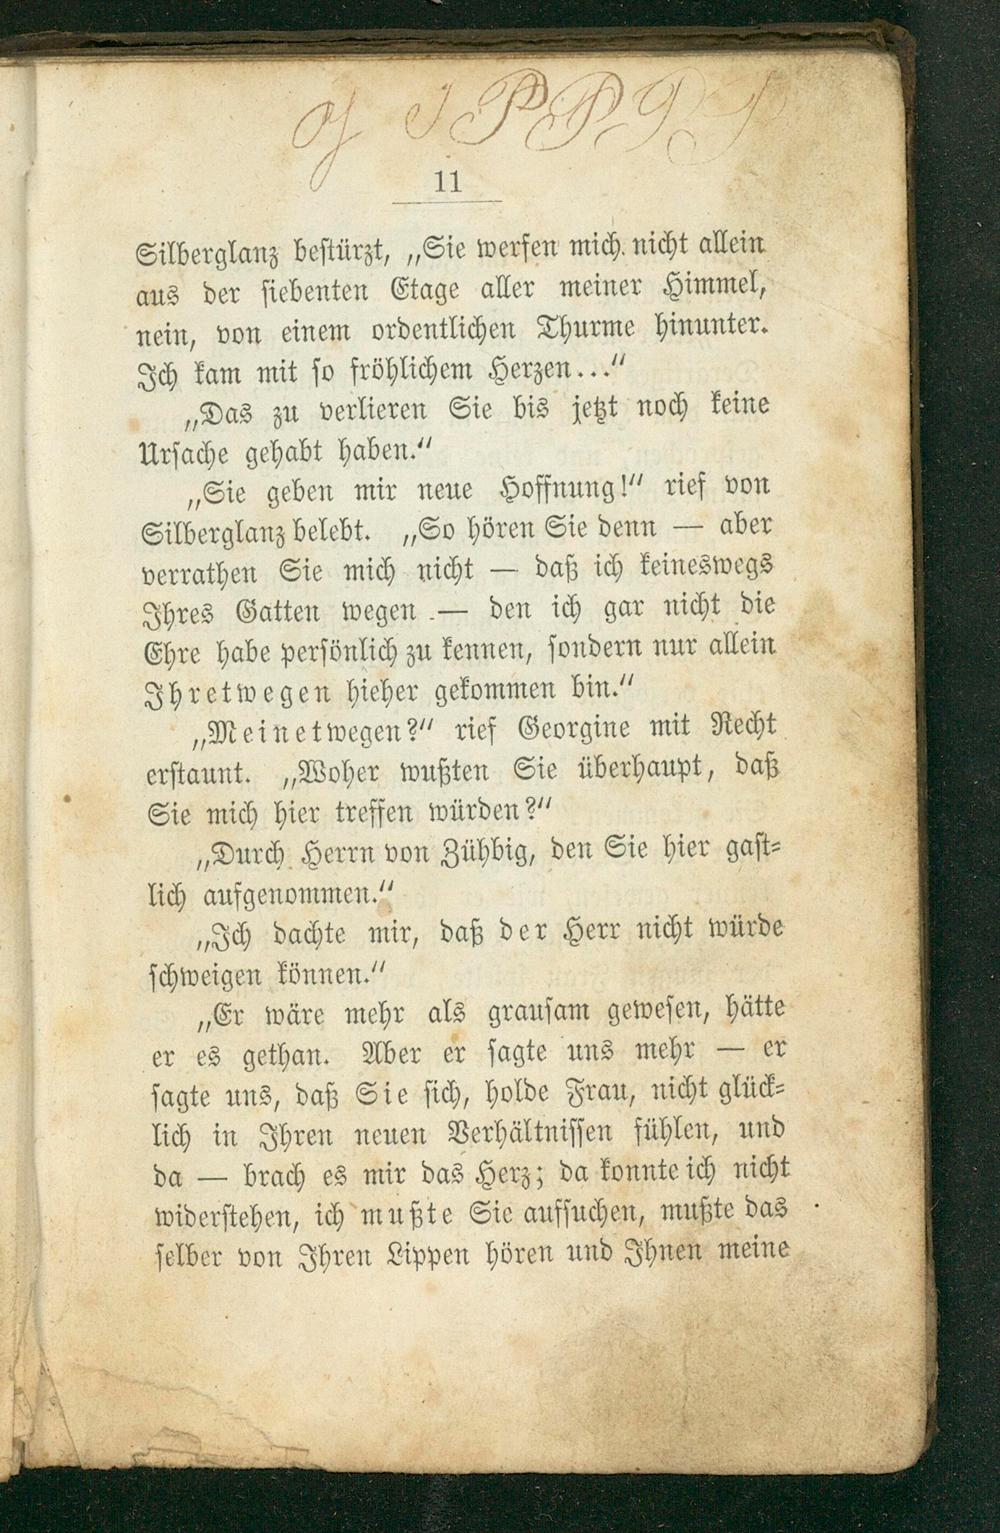 11
Silberglanz bestürzt, „Sie werfen mich nicht allein
aus der siebenten Etage aller meiner Himmel,
nein, von einem ordentlichen Thurme hinunter.
Ich kam mit so fröhlichem Herzen...“
„Das zu verlieren Sie bis jetzt noch keine
Ursache gehabt haben.“
„Sie geben mir neue Hoffnung!“ rief von
Silberglanz belebt. „So hören Sie denn — aber
verrathen Sie mich nicht — daß ich keineswegs
Ihres Gatten wegen — den ich gar nicht die
Ehre habe persönlich zu kennen, sondern nur allein
Ihretwegen hieher gekommen bin.“
„Meinetwegen?“ rief Georgine mit Recht
erstaunt. „Woher wußten Sie überhaupt, daß
Sie mich hier treffen würden?“
„Durch Herrn von Zühbig, den Sie hier gast-
lich aufgenommen.“
„Ich dachte mir, daß der Herr nicht würde
schweigen können.“
„Er wäre mehr als grausam gewesen, hätte
er es gethan. Aber er sagte uns mehr — er
sagte uns, daß Sie sich, holde Frau, nicht glück-
lich in Ihren neuen Verhältnissen fühlen, und
da — brach es mir das Herz; da konnte ich nicht
widerstehen, ich mußte Sie aufsuchen, mußte das
selber von Ihren Lippen hören und Ihnen meine